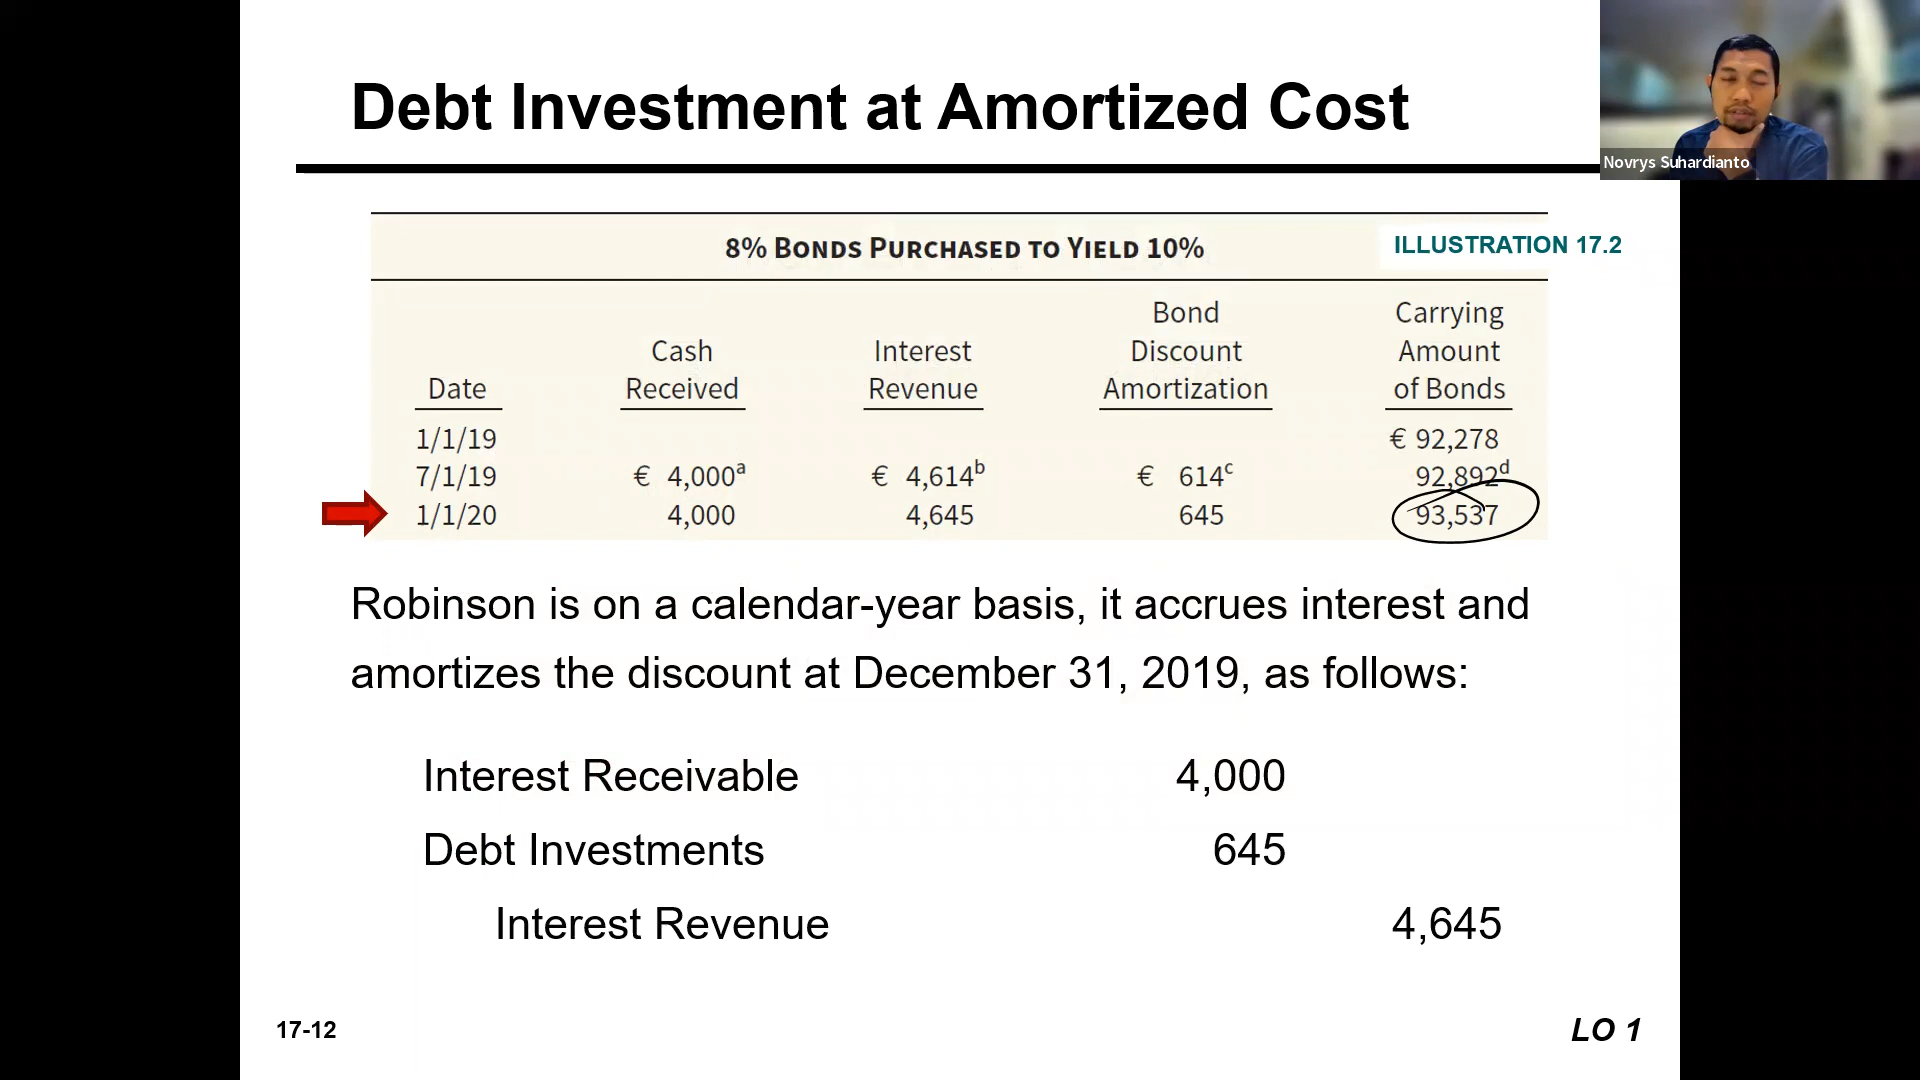 Debt Investment at Amortized Cost
Novrys Suhardianto
8% BONDS PURCHASED TO YIELD 10%
ILLUSTRATION 17.2
Date Cash Received Interest Revenue Bond Discount Amortization Carrying Amount of Bonds
1/1/19 € 92,278
7/1/19 € 4,000a € 4,614b € 614c 92,892d
1/1/20 4,000 4,645 645 93,537
Robinson is on a calendar-year basis, it accrues interest and
amortizes the discount at December 31, 2019, as follows:
Interest Receivable 4,000
Debt Investments 645
Interest Revenue 4,645
17-12
LO 1